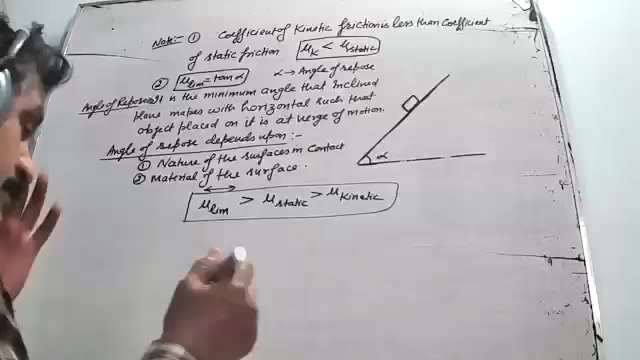 Note:- ① Coefficient of Kinetic friction is less than Coefficient
of static friction μk < μstatic
② μlim = tan α α → Angle of repose
Angle of Repose:- It is the minimum angle that Inclined
Plane makes with horizontal such that
object placed on it is at verge of motion.
Angle of repose depends upon :-
① Nature of the surfaces in Contact
② Material of the surface.
α
μlim > μstatic > μKinetic